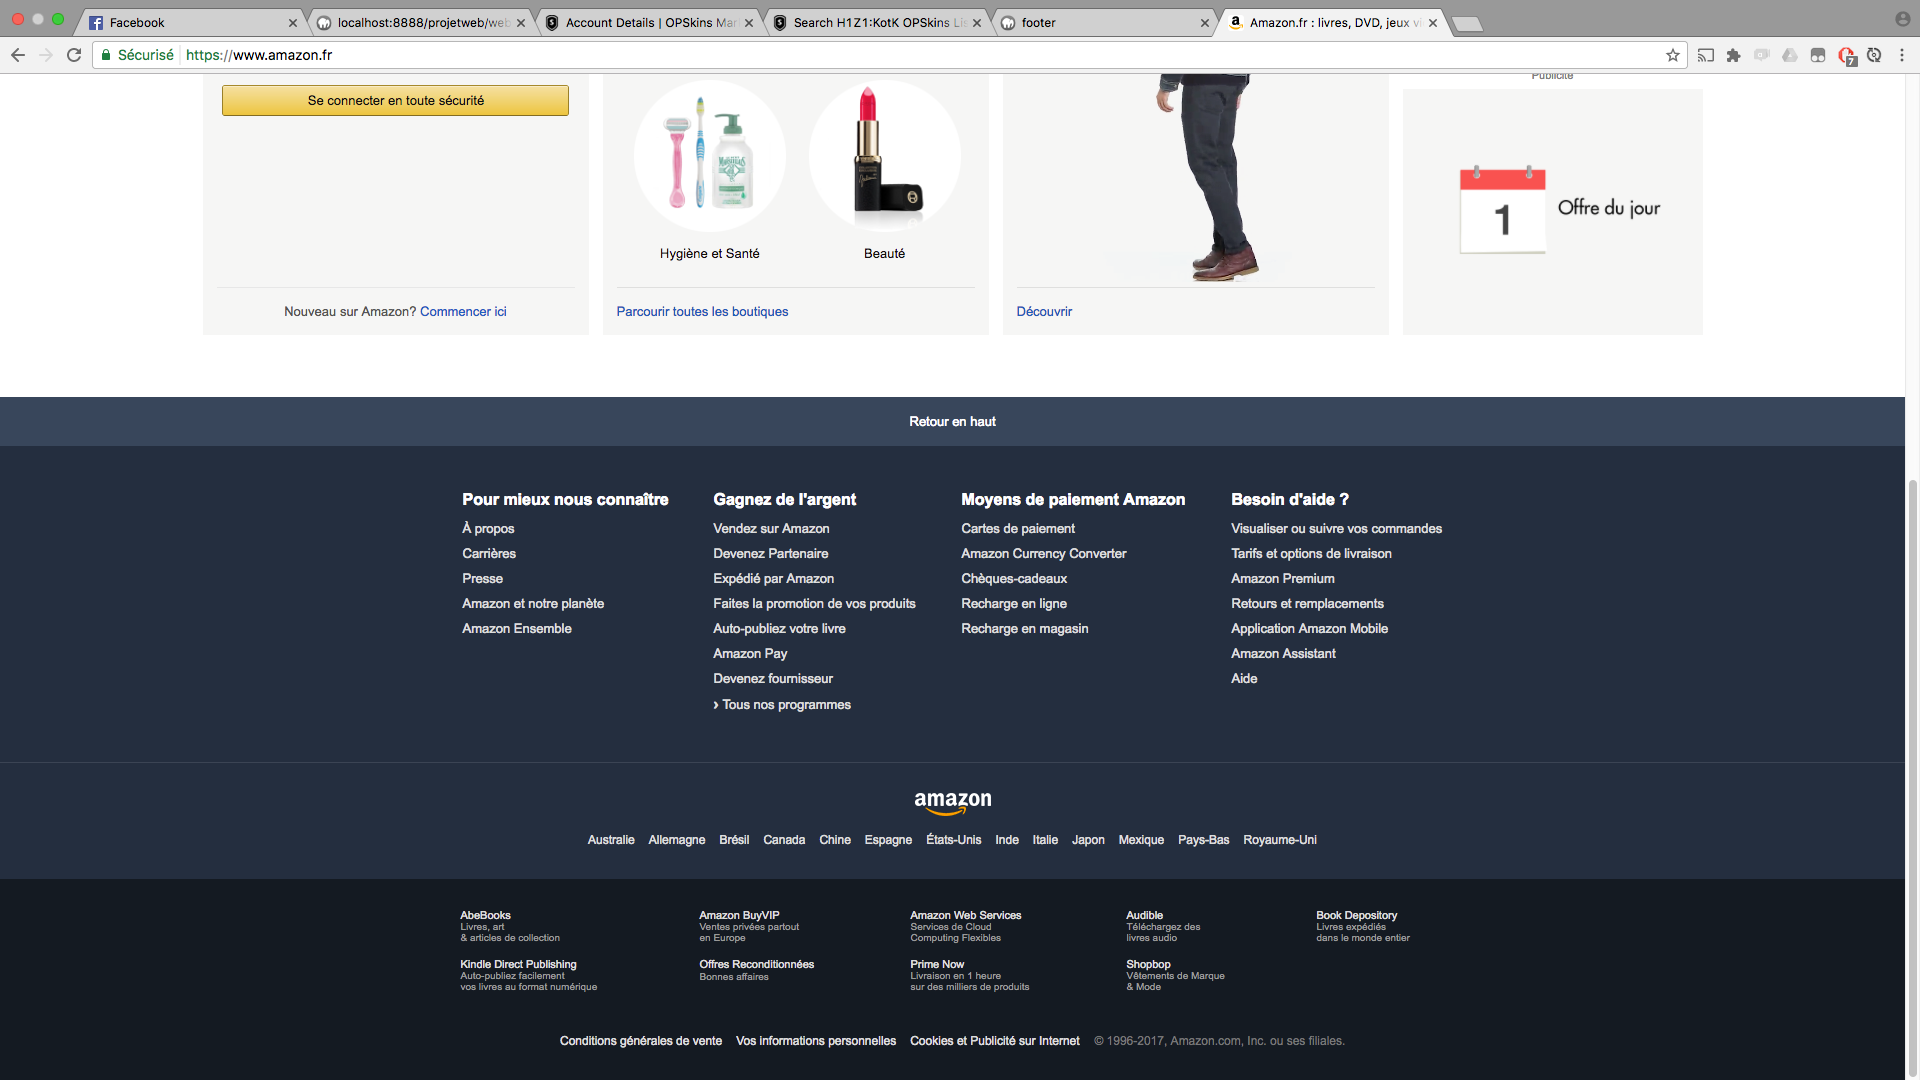 Facebook
localhost:8888/projetweb/web
Account Details | OPSkins Mar
Search H1Z1:KotK OPSkins Lis
footer
Amazon.fr : livres, DVD, jeux vi
Sécurisé https://www.amazon.fr
7
Publicité
Se connecter en toute sécurité
Hygiène et Santé
Beauté
1
Offre du jour
Nouveau sur Amazon? Commencer ici
Parcourir toutes les boutiques
Découvrir
Retour en haut
Pour mieux nous connaître
À propos
Carrières
Presse
Amazon et notre planète
Amazon Ensemble
Gagnez de l'argent
Vendez sur Amazon
Devenez Partenaire
Expédié par Amazon
Faites la promotion de vos produits
Auto-publiez votre livre
Amazon Pay
Devenez fournisseur
› Tous nos programmes
Moyens de paiement Amazon
Cartes de paiement
Amazon Currency Converter
Chèques-cadeaux
Recharge en ligne
Recharge en magasin
Besoin d'aide ?
Visualiser ou suivre vos commandes
Tarifs et options de livraison
Amazon Premium
Retours et remplacements
Application Amazon Mobile
Amazon Assistant
Aide
amazon
Australie Allemagne Brésil Canada Chine Espagne États-Unis Inde Italie Japon Mexique Pays-Bas Royaume-Uni
AbeBooks
Livres, art
& articles de collection
Amazon BuyVIP
Ventes privées partout
en Europe
Amazon Web Services
Services de Cloud
Computing Flexibles
Audible
Téléchargez des
livres audio
Book Depository
Livres expédiés
dans le monde entier
Kindle Direct Publishing
Auto-publiez facilement
vos livres au format numérique
Offres Reconditionnées
Bonnes affaires
Prime Now
Livraison en 1 heure
sur des milliers de produits
Shopbop
Vêtements de Marque
& Mode
Conditions générales de vente Vos informations personnelles Cookies et Publicité sur Internet © 1996-2017, Amazon.com, Inc. ou ses filiales.